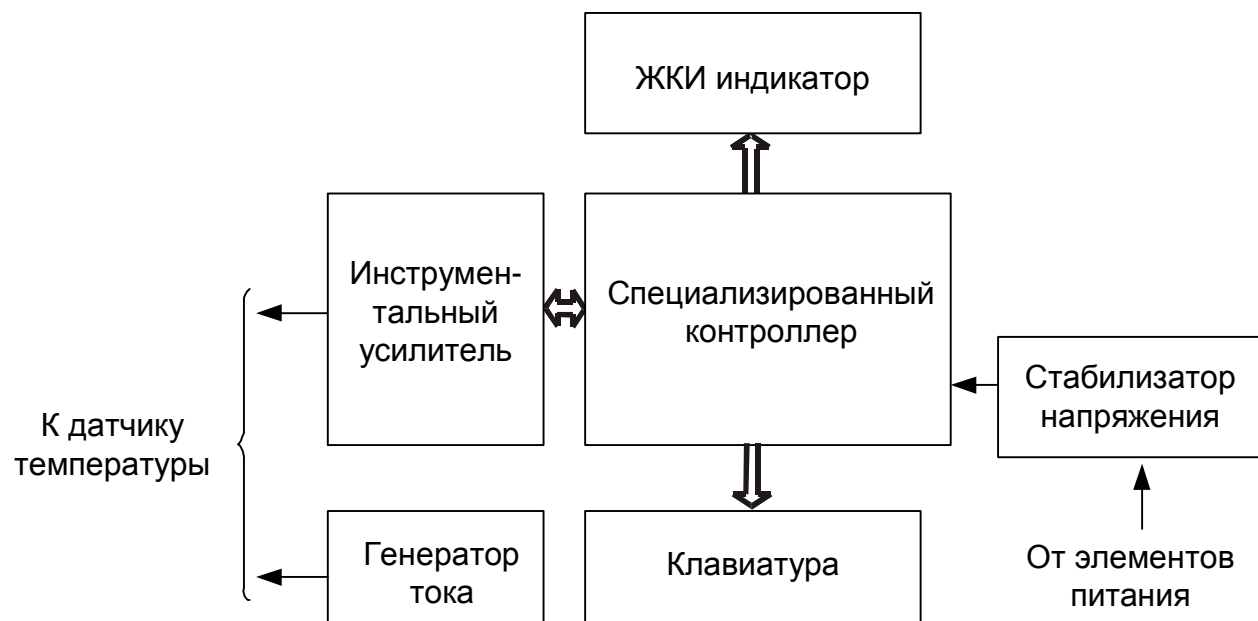 ЖКИ индикатор
Инструмен-
тальный
усилитель
Специализированный
контроллер
Стабилизатор
напряжения
К датчику
температуры
Генератор
тока
Клавиатура
От элементов
питания